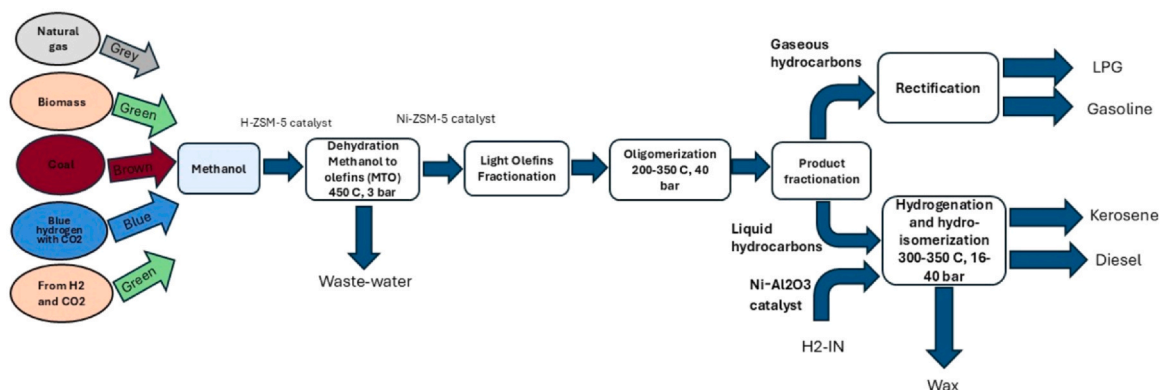 Natural
gas
Grey
Biomass
Green
Coal
Brown
Blue
hydrogen
with CO2
Blue
From H2
and CO2
Green
Methanol
H-ZSM-5 catalyst
Dehydration
Methanol to
olefins (MTO)
450 C, 3 bar
Waste-water
Ni-ZSM-5 catalyst
Light Olefins
Fractionation
Oligomerization
200-350 C, 40
bar
Product
fractionation
Gaseous
hydrocarbons
Rectification
LPG
Gasoline
Liquid
hydrocarbons
Ni-Al2O3
catalyst
H2-IN
Hydrogenation
and hydro-
isomerization
300-350 C, 16-
40 bar
Kerosene
Diesel
Wax